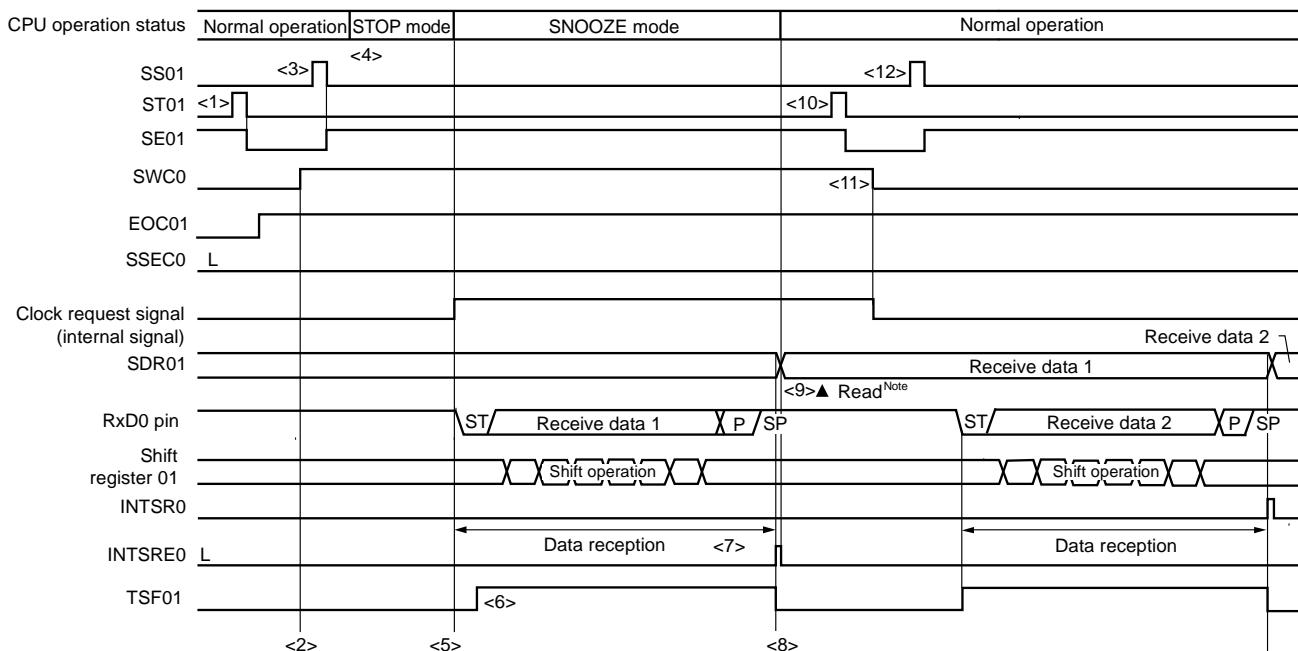 CPU operation status Normal operation STOP mode SNOOZE mode Normal operation
<4>
SS01 <3> <12>
ST01 <1> <10>
SE01
SWC0 <11>
EOC01
SSEC0 L
Clock request signal
(internal signal)
Receive data 2
SDR01 Receive data 1
<9>▲ Read Note
RxD0 pin ST Receive data 1 P SP ST Receive data 2 P SP
Shift
register 01 Shift operation Shift operation
INTSR0
Data reception <7> Data reception
INTSRE0 L
TSF01 <6>
<2> <5> <8>